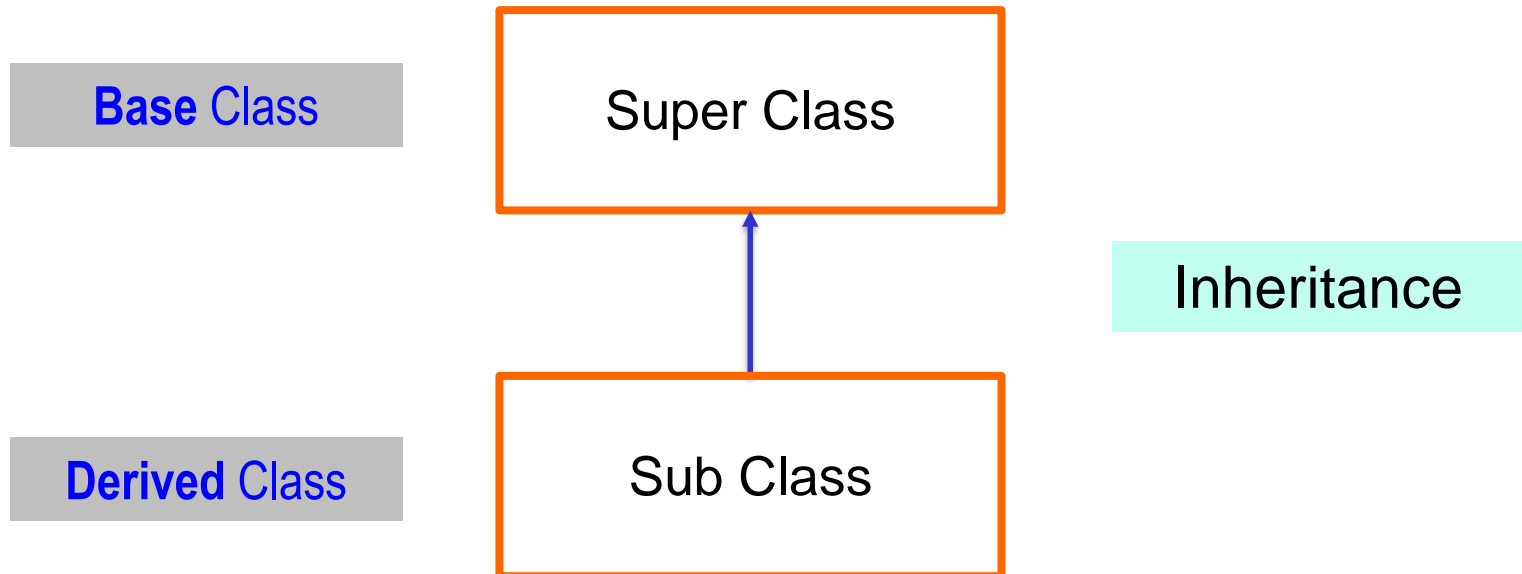 Base Class
Super Class
Inheritance
Derived Class
Sub Class